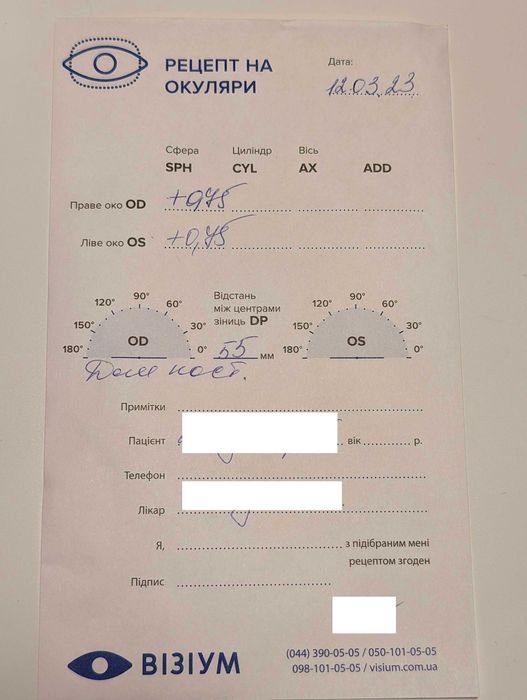 РЕЦЕПТ НА
ОКУЛЯРИ
Дата:
12.03.23
Сфера Циліндр Вісь
SPH CYL AX ADD
Праве око OD +0,75
Ліве око OS +0,75
90° 90°
120° 60° 120° 60°
150° 30° 150° 30°
180° 0° 180° 0°
OD OS
Відстань
між центрами
зіниць DP
55 мм
пост.
Примітки
Пацієнт вік р.
Телефон
Лікар
Я, з підібраним мені
рецептом згоден
Підпис
ВІЗІУМ
(044) 390-05-05 / 050-101-05-05
098-101-05-05 / visium.com.ua